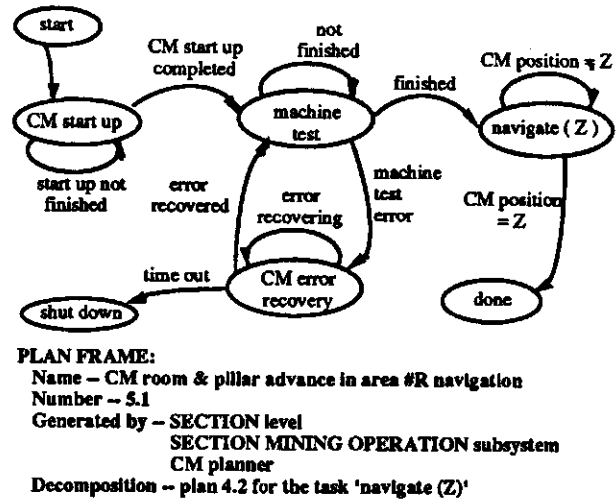 start
CM start up
completed
not
finished
finished
CM position ≠ Z
CM start up
machine
test
navigate ( Z )
start up not
finished
error
recovered
error
recovering
machine
test
error
CM position
= Z
time out
CM error
recovery
shut down
done
PLAN FRAME:
Name -- CM room & pillar advance in area #R navigation
Number -- 5.1
Generated by -- SECTION level
SECTION MINING OPERATION subsystem
CM planner
Decomposition -- plan 4.2 for the task 'navigate (Z)'